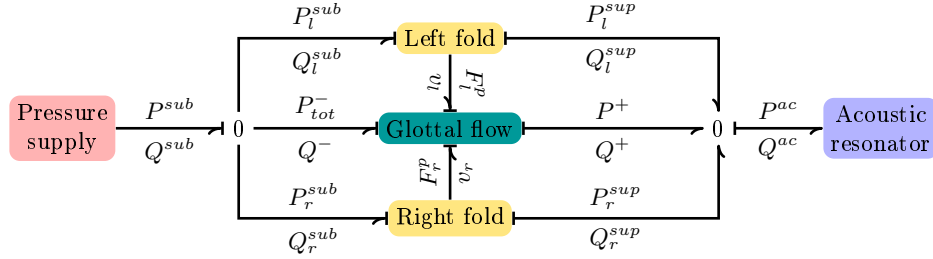 P_l^{sub}
P_l^{sup}
Left fold
Q_l^{sub}
Q_l^{sup}
v_l
F_l^p
Pressure
supply
P^{sub}
Q^{sub}
0
P_{tot}^-
Q^-
Glottal flow
P^+
Q^+
0
P^{ac}
Q^{ac}
Acoustic
resonator
F_r^p
v_r
P_r^{sub}
P_r^{sup}
Right fold
Q_r^{sub}
Q_r^{sup}